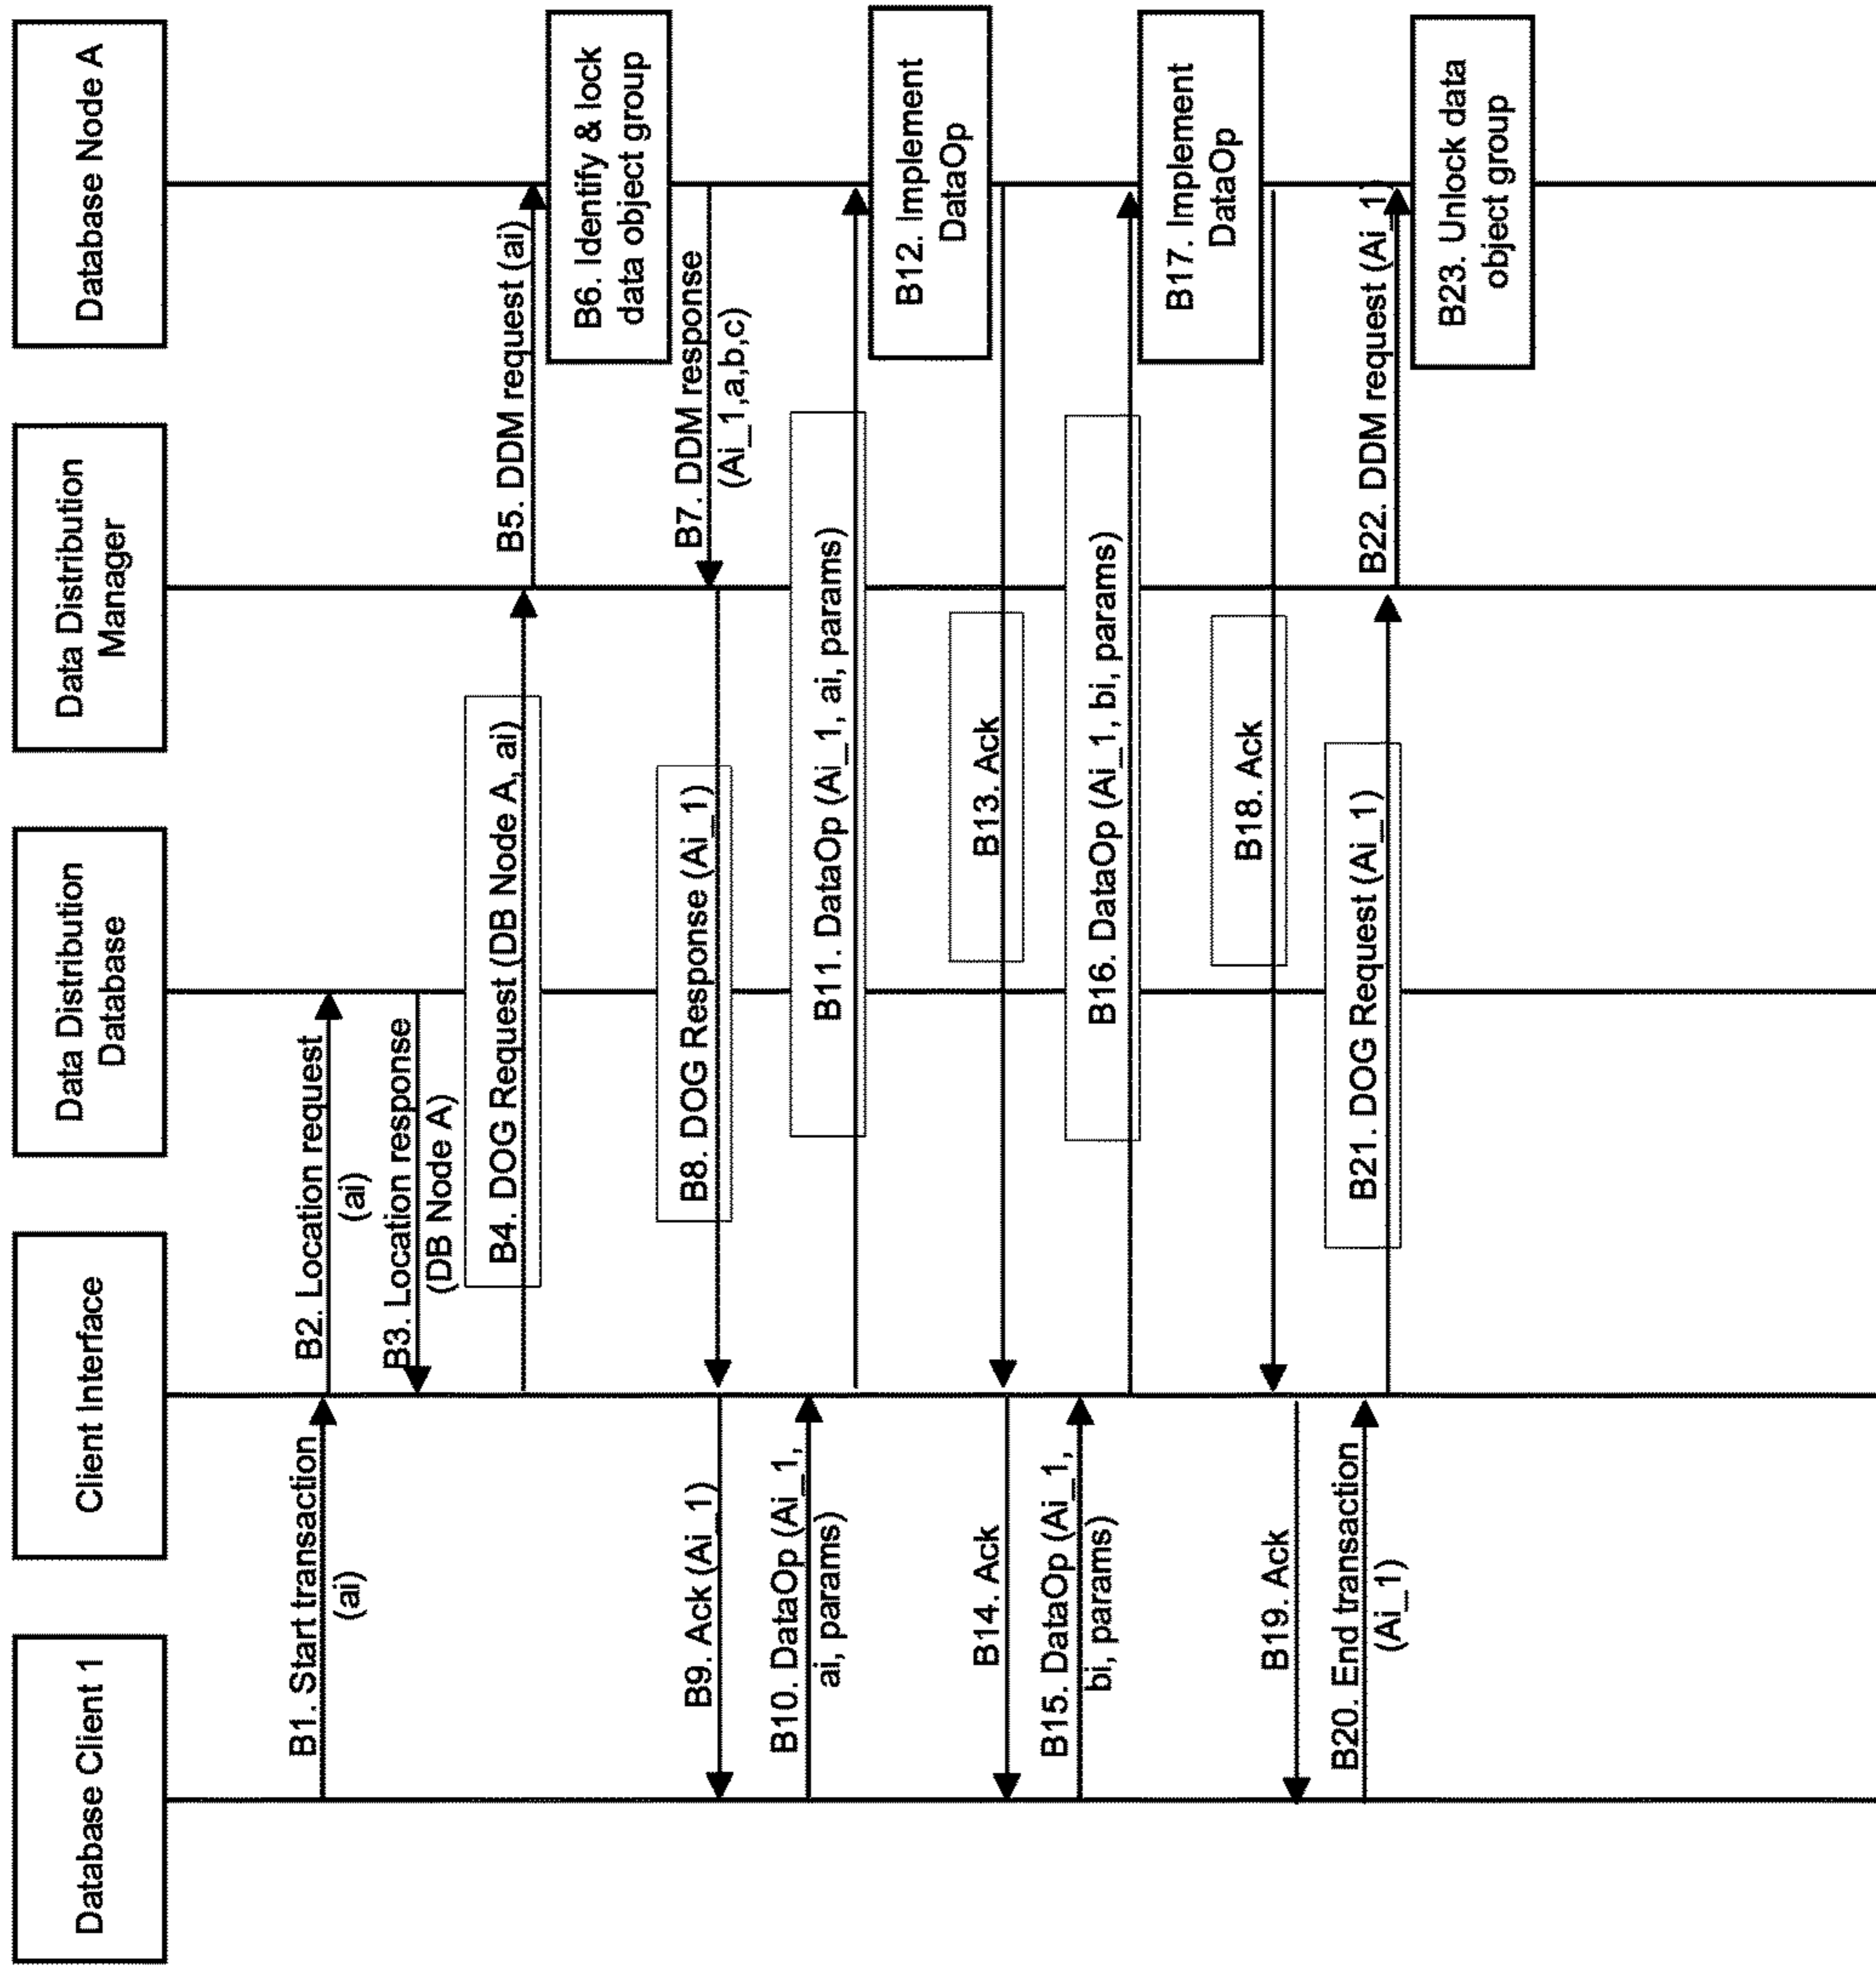 Database Client 1
Client Interface
Data Distribution
Database
Data Distribution
Manager
Database Node A
B1. Start transaction
(ai)
B2. Location request
(ai)
B3. Location response
(DB Node A)
B4. DOG Request (DB Node A, ai)
B5. DDM request (ai)
B6. Identify & lock
data object group
B7. DDM response
(Ai_1,a,b,c)
B8. DOG Response (Ai_1)
B9. Ack (Ai_1)
B10. DataOp (Ai_1,
ai, params)
B11. DataOp (Ai_1, ai, params)
B12. Implement
DataOp
B13. Ack
B14. Ack
B15. DataOp (Ai_1,
bi, params)
B16. DataOp (Ai_1, bi, params)
B17. Implement
DataOp
B18. Ack
B19. Ack
B20. End transaction
(Ai_1)
B21. DOG Request (Ai_1)
B22. DDM request (Ai_1)
B23. Unlock data
object group